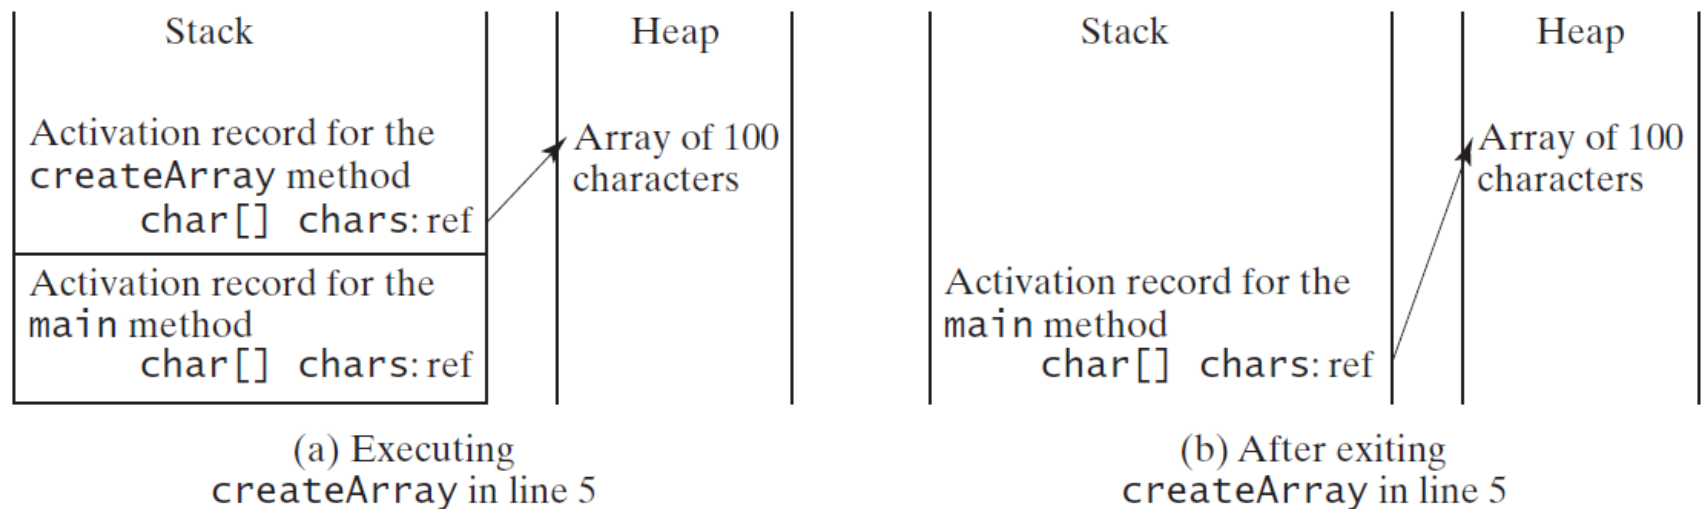 Stack
Heap
Activation record for the
createArray method
char[] chars: ref
Array of 100
characters
Activation record for the
main method
char[] chars: ref
(a) Executing
createArray in line 5
Stack
Heap
Array of 100
characters
Activation record for the
main method
char[] chars: ref
(b) After exiting
createArray in line 5